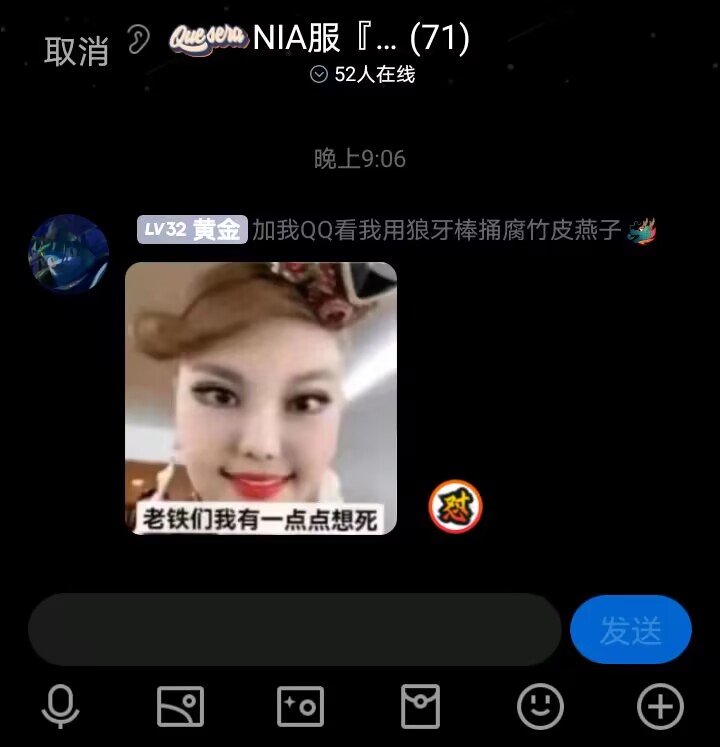 取消 Que sera NIA服『... (71)
52人在线
晚上9:06
LV32 黄金 加我QQ看我用狼牙棒捅腐竹皮燕子
老铁们我有一点点想死
怼
发送